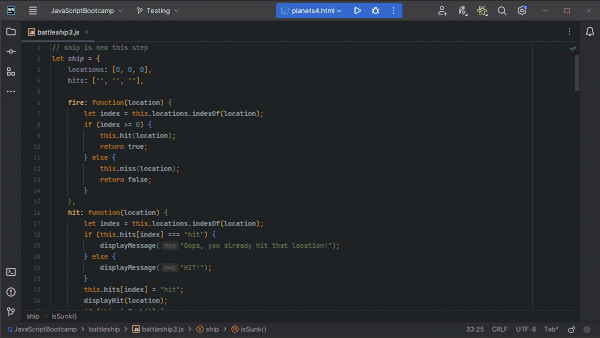 WS JavaScriptBootcamp Testing planets4.html
battleship3.js
1 // ship is new this step
2 let ship = {
3 locations: [0, 0, 0],
4 hits: ['', '', ''],
5
6 fire: function(location) {
7 let index = this.locations.indexOf(location);
8 if (index >= 0) {
9 this.hit(location);
10 return true;
11 } else {
12 this.miss(location);
13 return false;
14 }
15 },
16 hit: function(location) {
17 let index = this.locations.indexOf(location);
18 if (this.hits[index] === "hit") {
19 displayMessage( msg: "Oops, you already hit that location!");
20 } else {
21 displayMessage( msg: "HIT!");
22 }
23 this.hits[index] = "hit";
24 displayHit(location);
ship › isSunk()
JavaScriptBootcamp › battleship › battleship3.js › ship › isSunk() 33:25 CRLF UTF-8 Tab*